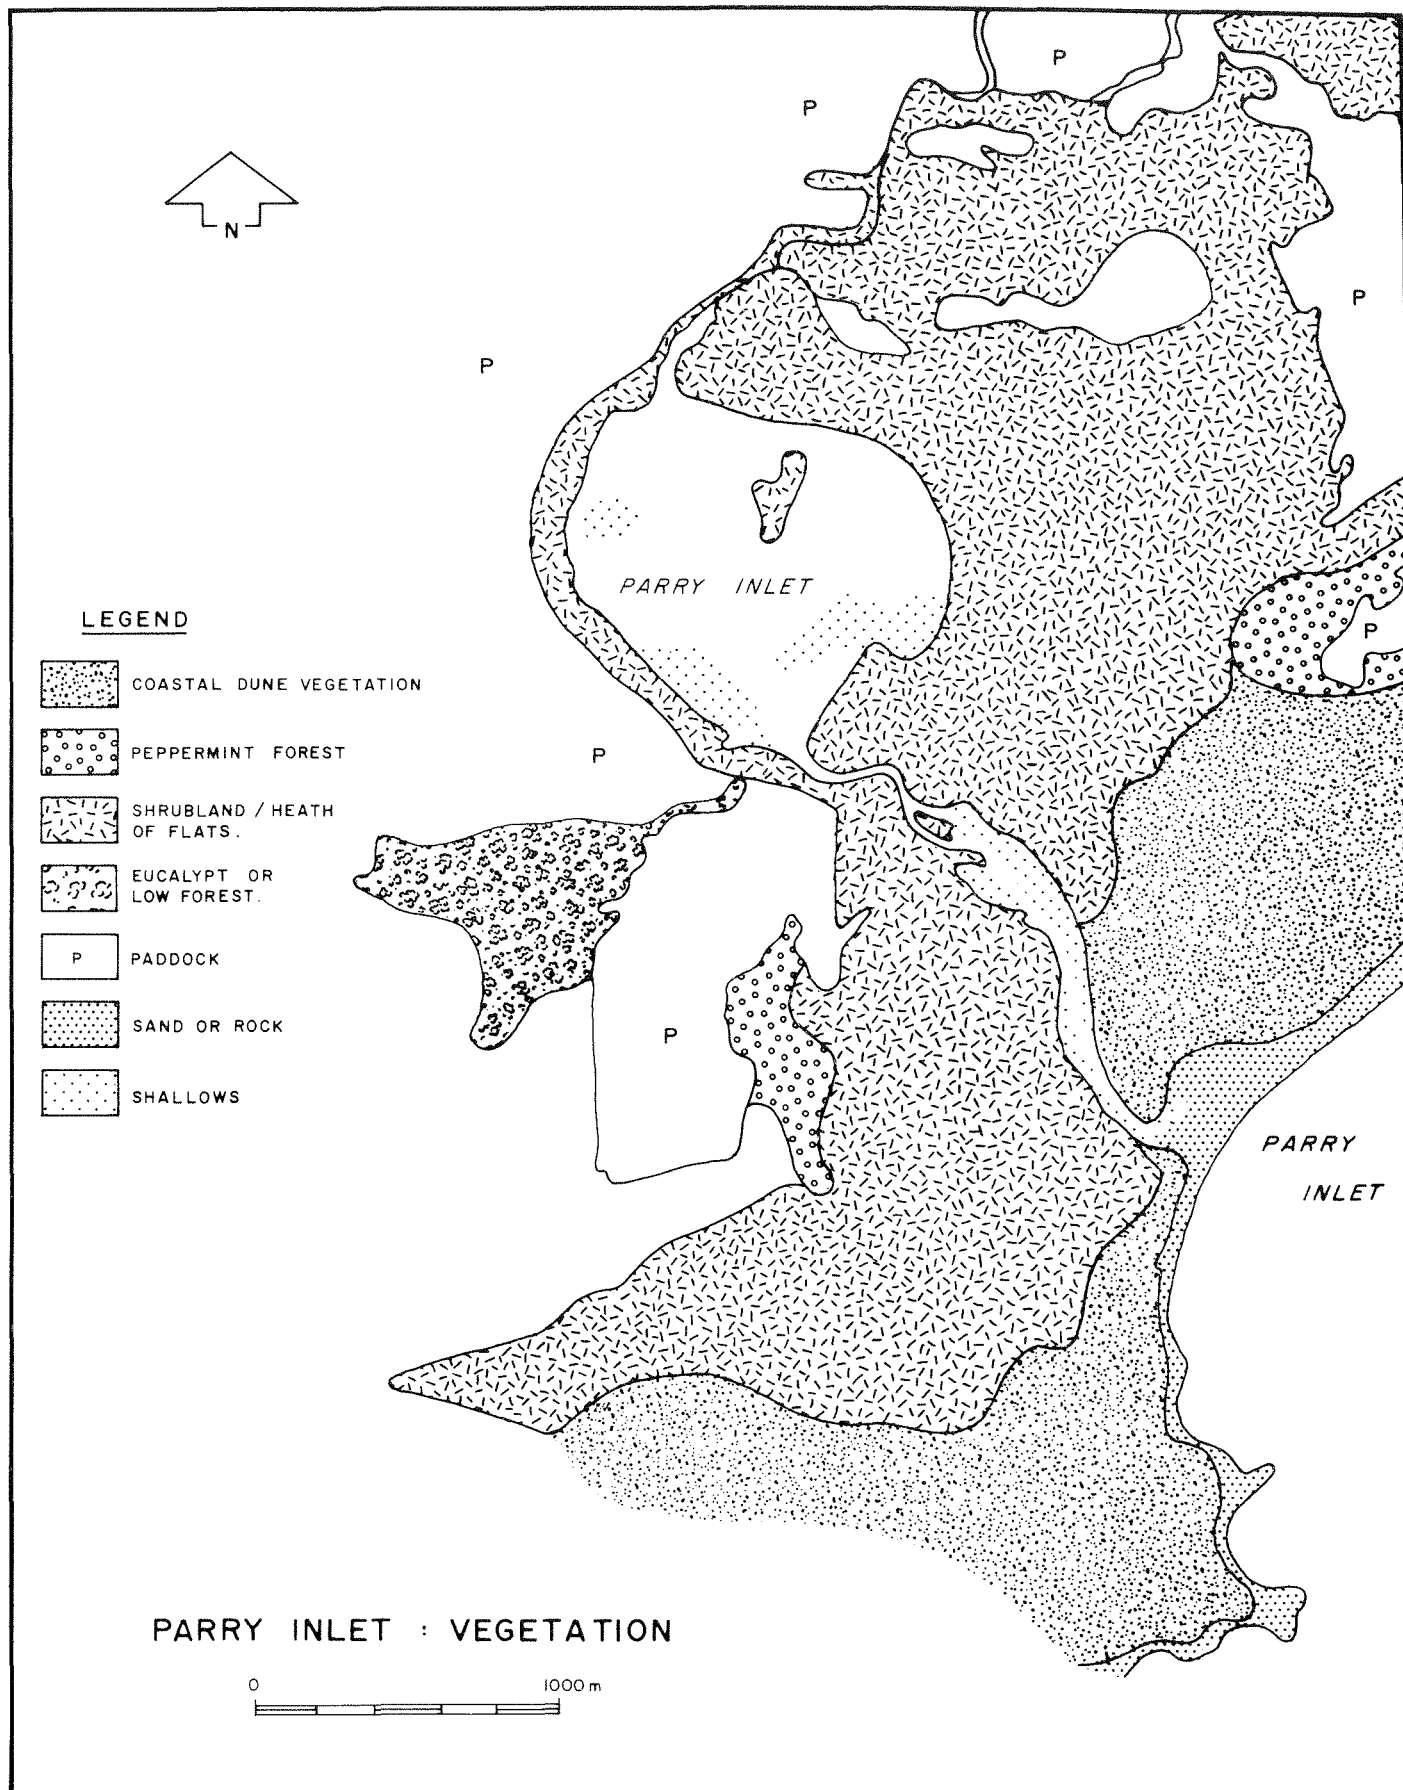 P
P
N
P
P
PARRY INLET
LEGEND
P
COASTAL DUNE VEGETATION
PEPPERMINT FOREST
P
SHRUBLAND / HEATH
OF FLATS.
EUCALYPT OR
LOW FOREST.
P PADDOCK
SAND OR ROCK
P
SHALLOWS
PARRY
INLET
PARRY INLET : VEGETATION
0 1000 m